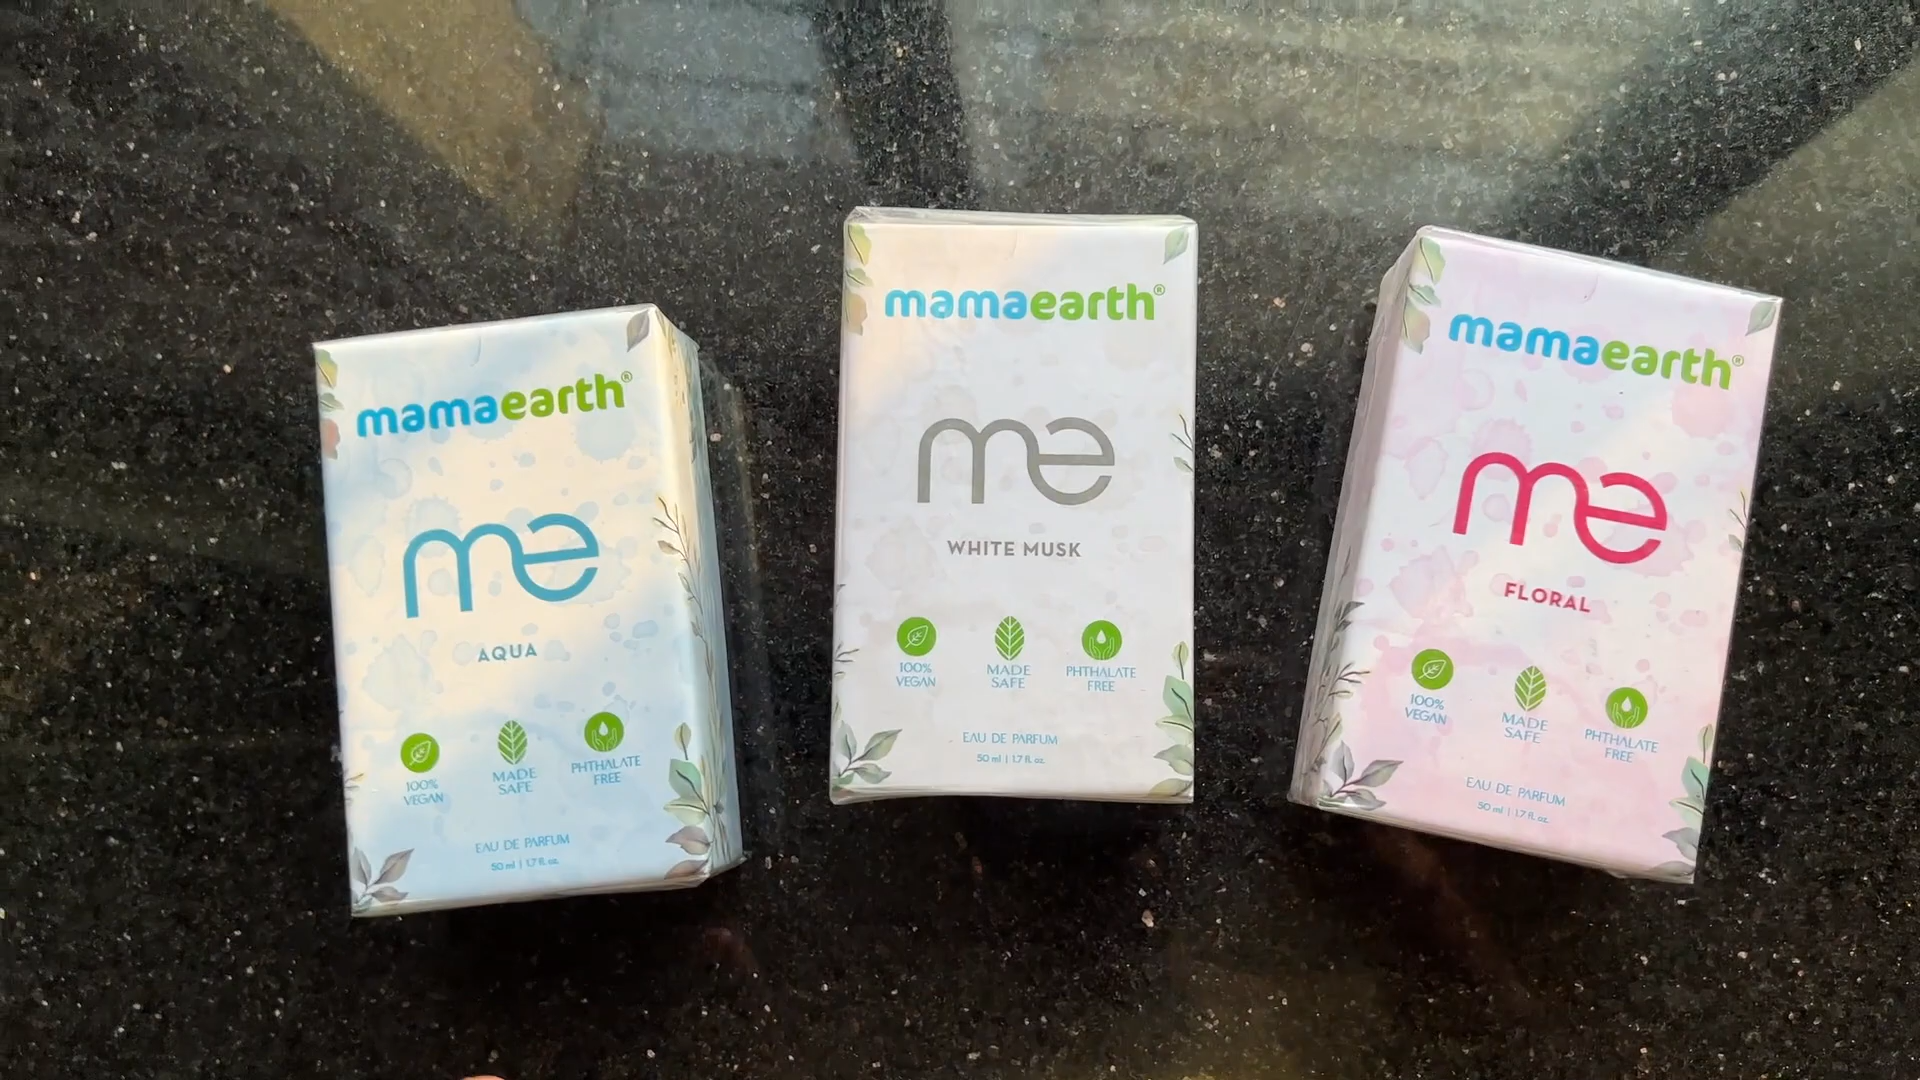 mamaearth®
me
AQUA
100%
VEGAN
MADE
SAFE
PHTHALATE
FREE
EAU DE PARFUM
50 ml | 1.7 fl. oz.
mamaearth®
me
WHITE MUSK
100%
VEGAN
MADE
SAFE
PHTHALATE
FREE
EAU DE PARFUM
50 ml | 1.7 fl. oz.
mamaearth®
me
FLORAL
100%
VEGAN
MADE
SAFE
PHTHALATE
FREE
EAU DE PARFUM
50 ml | 1.7 fl. oz.